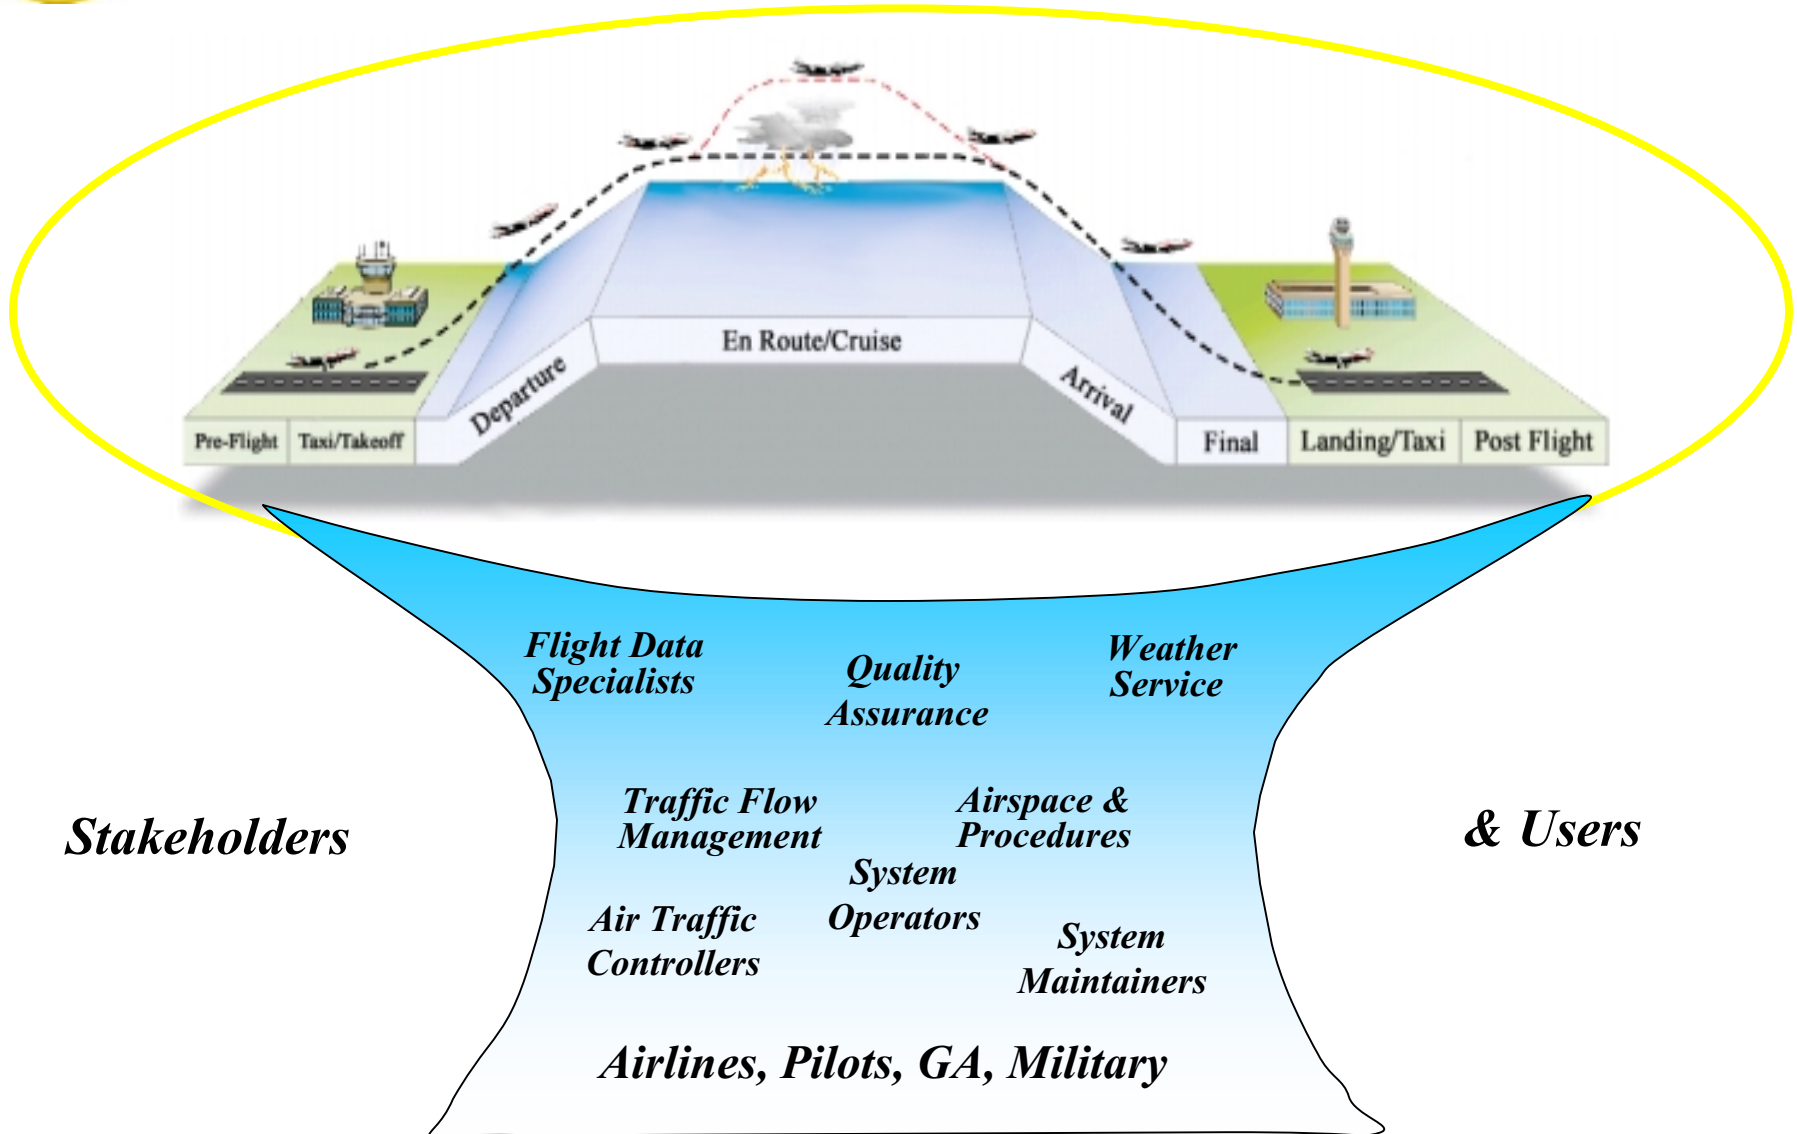 En Route/Cruise
Departure
Arrival
Pre-Flight
Taxi/Takeoff
Final
Landing/Taxi
Post Flight
Flight Data
Specialists
Quality
Assurance
Weather
Service
Traffic Flow
Management
Airspace &
Procedures
Stakeholders
& Users
System
Operators
Air Traffic
Controllers
System
Maintainers
Airlines, Pilots, GA, Military